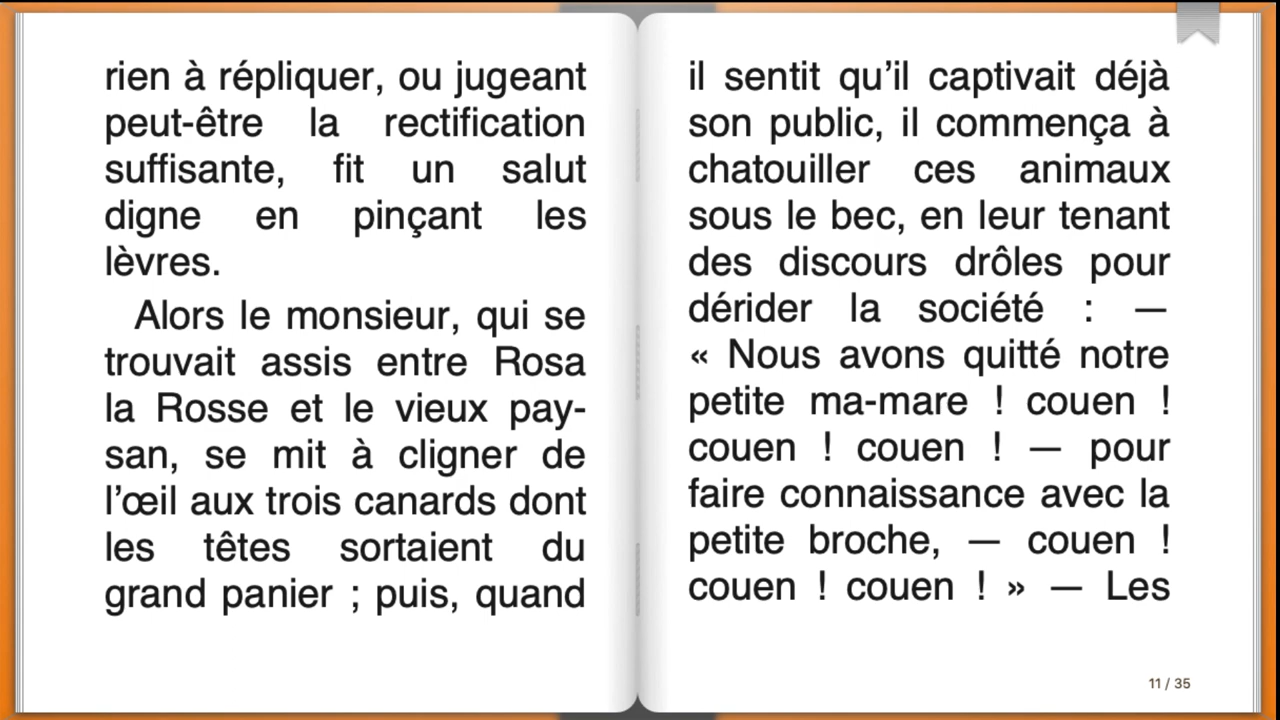 rien à répliquer, ou jugeant
peut-être la rectification
suffisante, fit un salut
digne en pinçant les
lèvres.
Alors le monsieur, qui se
trouvait assis entre Rosa
la Rosse et le vieux pay-
san, se mit à cligner de
l’œil aux trois canards dont
les têtes sortaient du
grand panier ; puis, quand
il sentit qu’il captivait déjà
son public, il commença à
chatouiller ces animaux
sous le bec, en leur tenant
des discours drôles pour
dérider la société : —
« Nous avons quitté notre
petite ma-mare ! couen !
couen ! couen ! — pour
faire connaissance avec la
petite broche, — couen !
couen ! couen ! » — Les
11 / 35